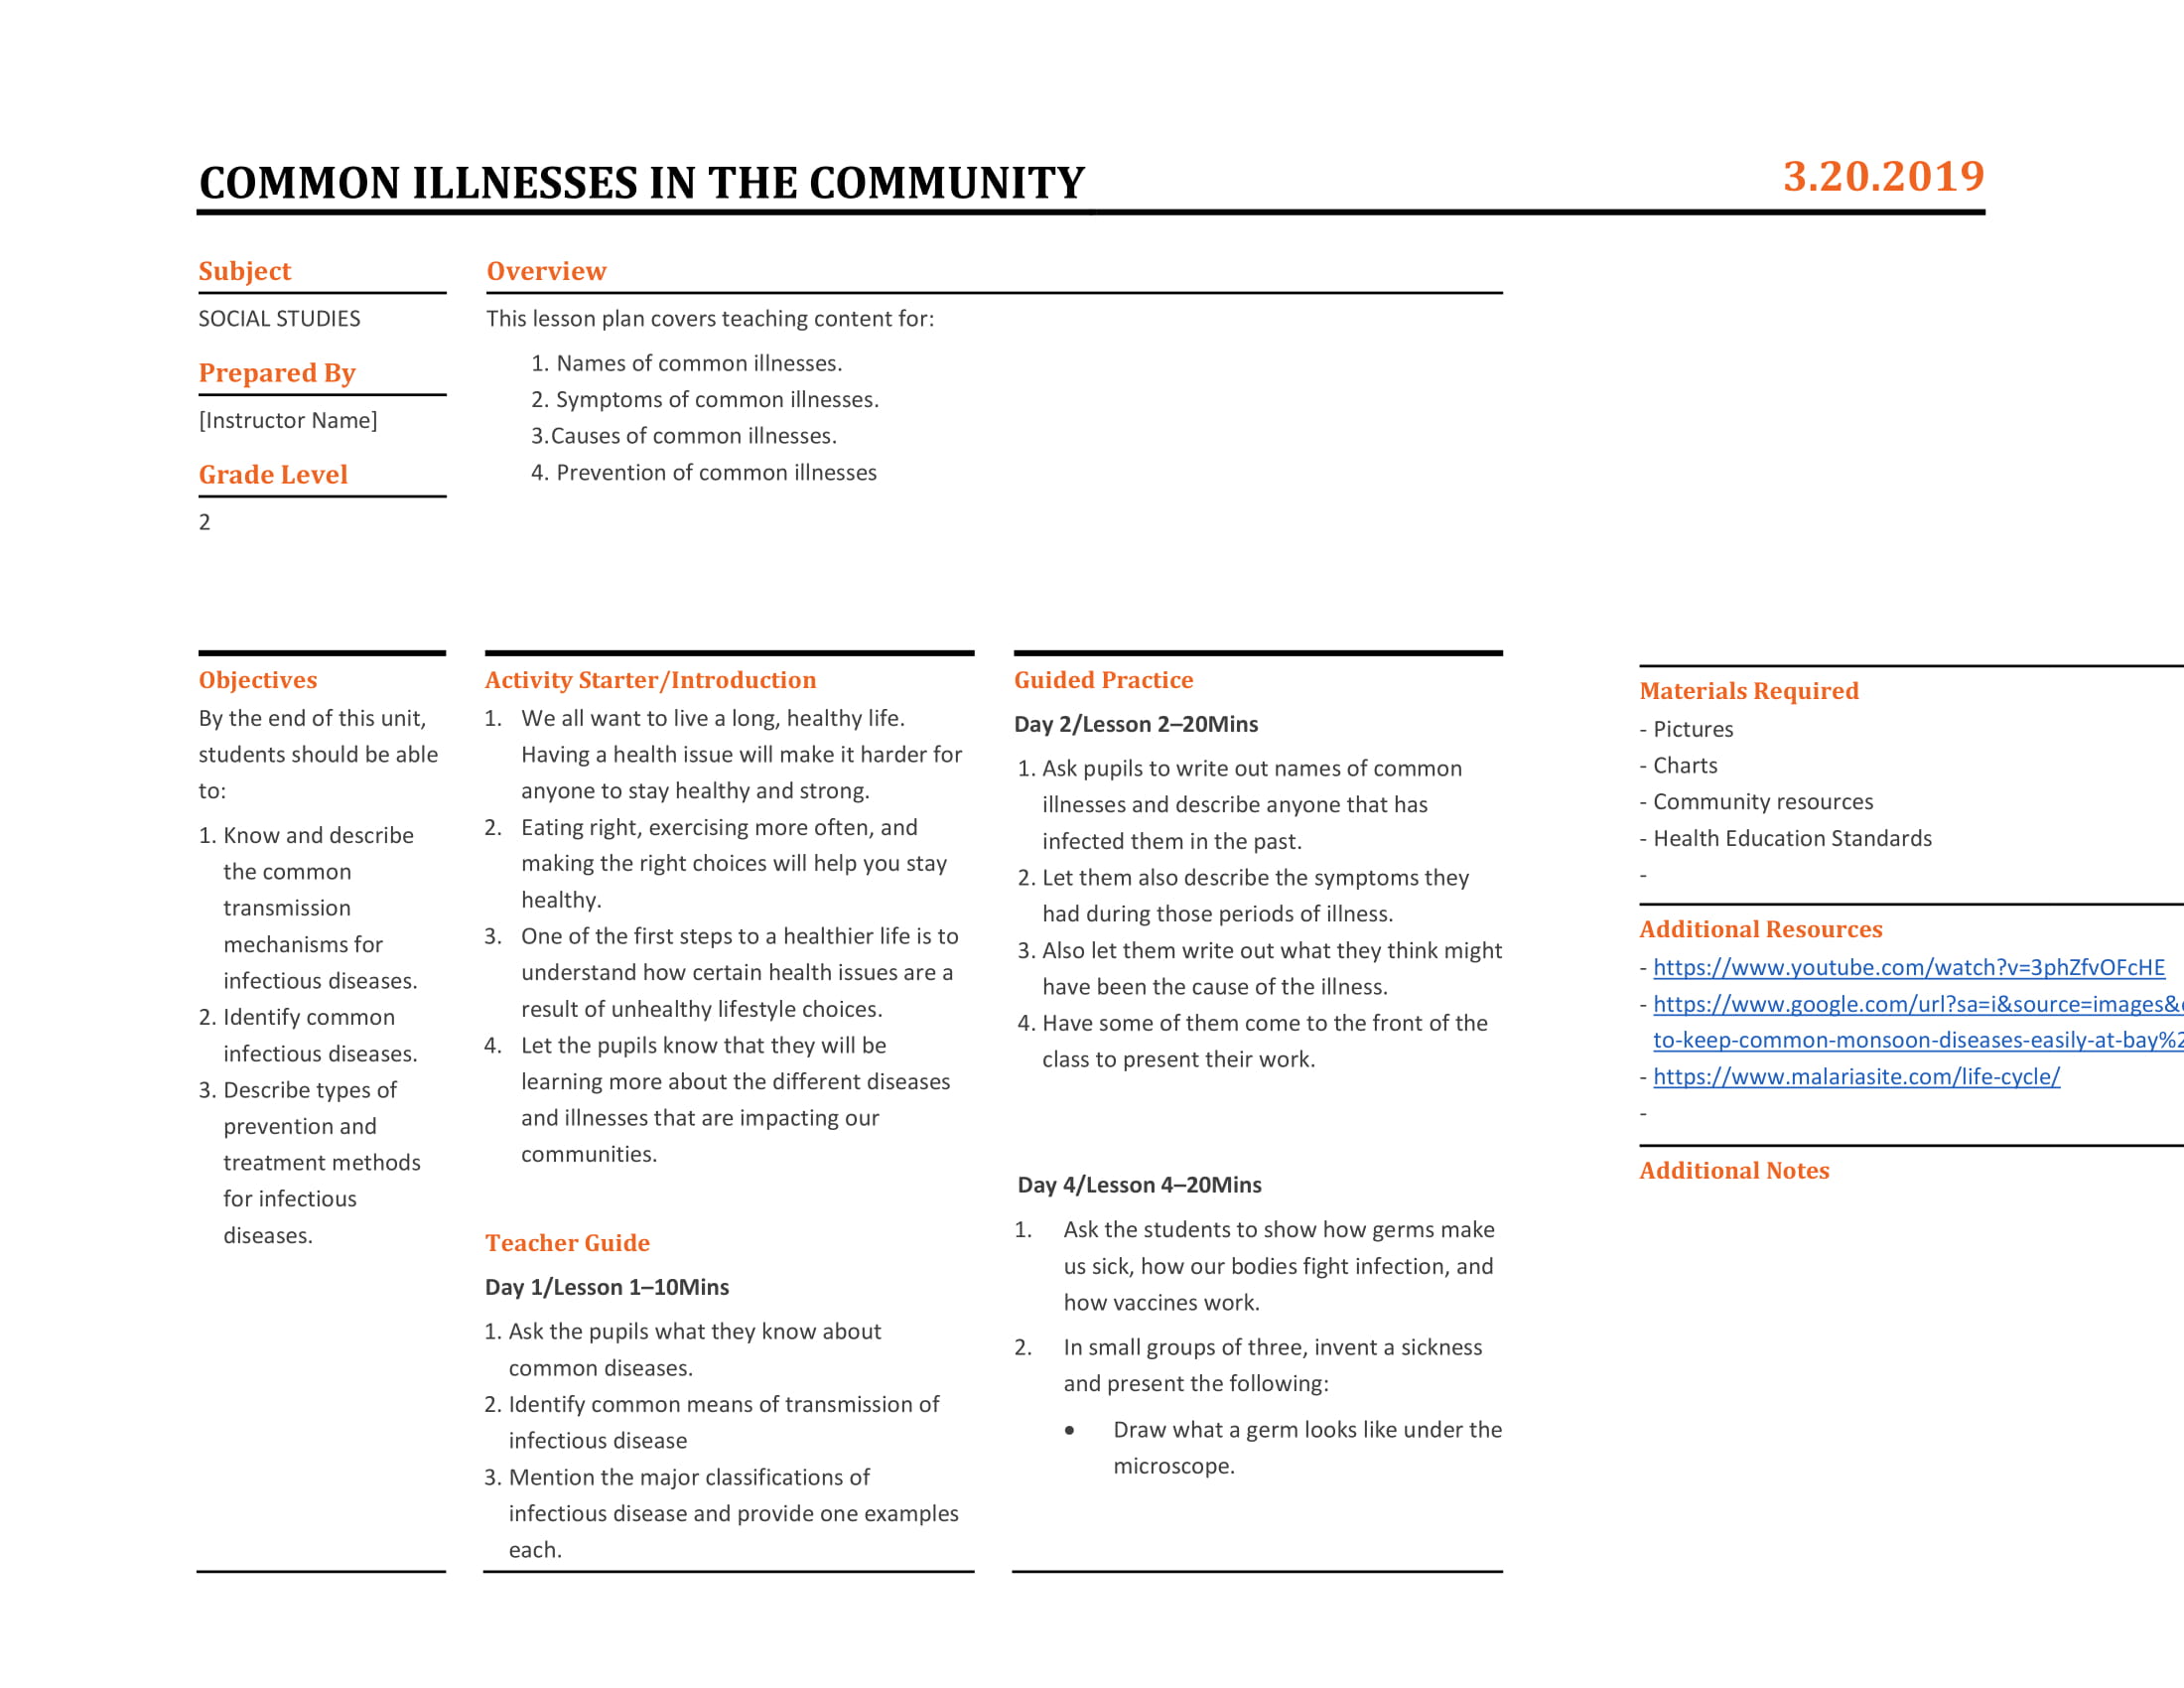 COMMON ILLNESSES IN THE COMMUNITY
3.20.2019
Subject
SOCIAL STUDIES
Prepared By
[Instructor Name]
Grade Level
2
Overview
This lesson plan covers teaching content for:
1. Names of common illnesses.
2. Symptoms of common illnesses.
3.Causes of common illnesses.
4. Prevention of common illnesses
Objectives
By the end of this unit,
students should be able
to:
1. Know and describe
the common
transmission
mechanisms for
infectious diseases.
2. Identify common
infectious diseases.
3. Describe types of
prevention and
treatment methods
for infectious
diseases.
Activity Starter/Introduction
1. We all want to live a long, healthy life.
Having a health issue will make it harder for
anyone to stay healthy and strong.
2. Eating right, exercising more often, and
making the right choices will help you stay
healthy.
3. One of the first steps to a healthier life is to
understand how certain health issues are a
result of unhealthy lifestyle choices.
4. Let the pupils know that they will be
learning more about the different diseases
and illnesses that are impacting our
communities.
Teacher Guide
Day 1/Lesson 1–10Mins
1. Ask the pupils what they know about
common diseases.
2. Identify common means of transmission of
infectious disease
3. Mention the major classifications of
infectious disease and provide one examples
each.
Guided Practice
Day 2/Lesson 2–20Mins
1. Ask pupils to write out names of common
illnesses and describe anyone that has
infected them in the past.
2. Let them also describe the symptoms they
had during those periods of illness.
3. Also let them write out what they think might
have been the cause of the illness.
4. Have some of them come to the front of the
class to present their work.
Day 4/Lesson 4–20Mins
1. Ask the students to show how germs make
us sick, how our bodies fight infection, and
how vaccines work.
2. In small groups of three, invent a sickness
and present the following:
• Draw what a germ looks like under the
microscope.
Materials Required
- Pictures
- Charts
- Community resources
- Health Education Standards
-
Additional Resources
- https://www.youtube.com/watch?v=3phZfvOFcHE
- https://www.google.com/url?sa=i&source=images&
to-keep-common-monsoon-diseases-easily-at-bay%2
- https://www.malariasite.com/life-cycle/
-
Additional Notes